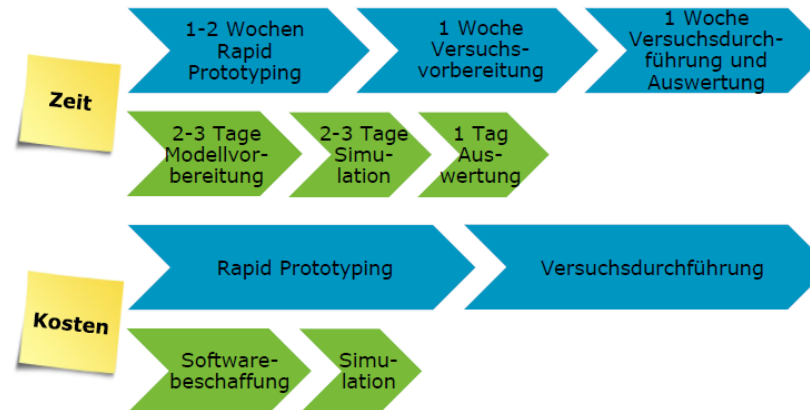 Zeit
1-2 Wochen
Rapid
Prototyping
1 Woche
Versuchs-
vorbereitung
1 Woche
Versuchsdurch-
führung und
Auswertung
2-3 Tage
Modellvor-
bereitung
2-3 Tage
Simu-
lation
1 Tag
Aus-
wertung
Kosten
Rapid Prototyping
Versuchsdurchführung
Software-
beschaffung
Simu-
lation